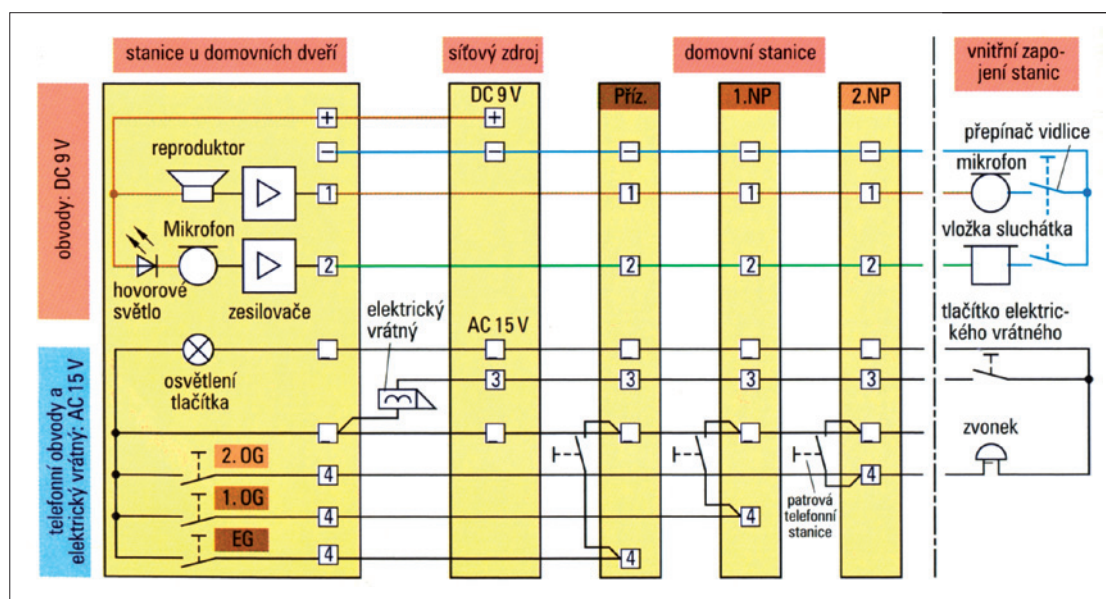 stanice u domovních dveří
síťový zdroj
domovní stanice
vnitřní zapo-
jení stanic
obvody: DC 9 V
telefonní obvody a
elektrický vrátný: AC 15 V
DC 9 V
Příz.
1.NP
2.NP
+
+
přepínač vidlice
reproduktor
–
–
–
–
–
mikrofon
1
1
1
1
Mikrofon
vložka sluchátka
2
2
2
2
hovorové
světlo
zesilovače
elektrický
vrátný
AC 15 V
tlačítko elektric-
kého vrátného
osvětlení
tlačítka
3
3
3
3
zvonek
2. OG
4
4
patrová
telefonní
stanice
1. OG
4
4
EG
4
4